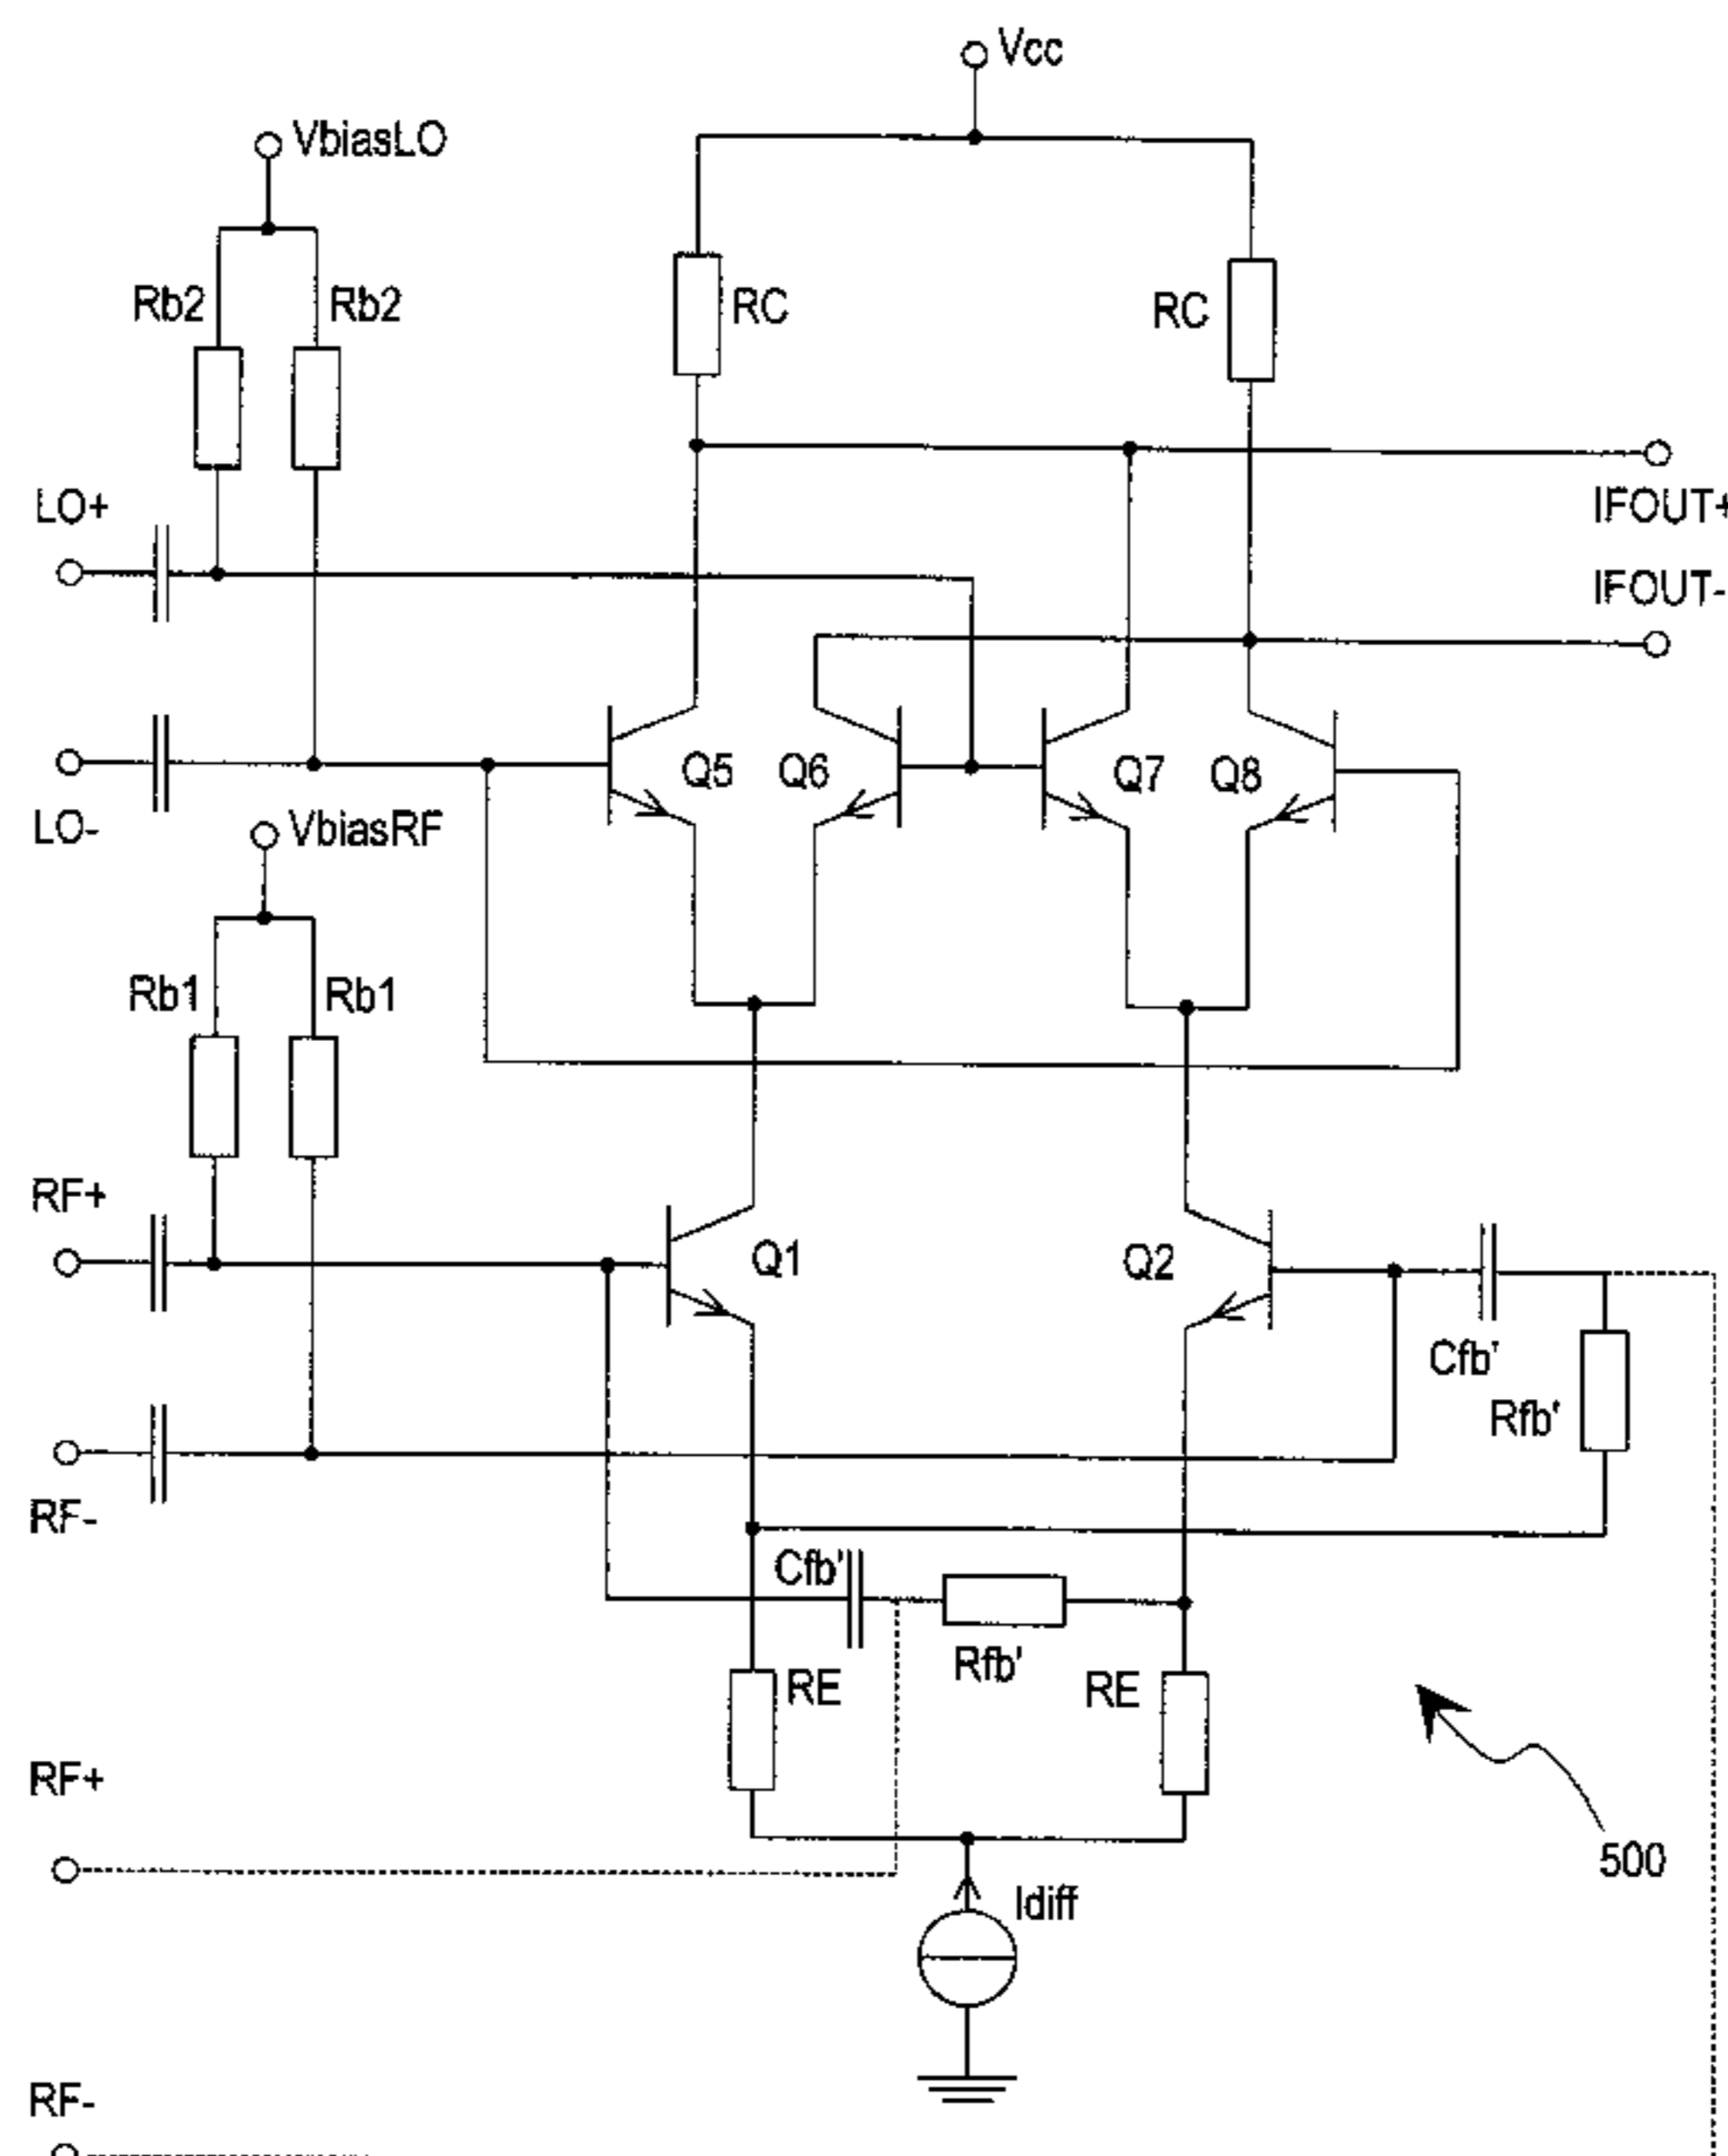 Vcc
VbiasLO
Rb2 Rb2
RC RC
LO+
IFOUT+
IFOUT-
Q5 Q6 Q7 Q8
LO-
VbiasRF
Rb1 Rb1
RF+
Q1 Q2
Cfb'
Rfb'
RF-
Cfb'
Rfb'
RE RE
RF+
500
Idiff
RF-